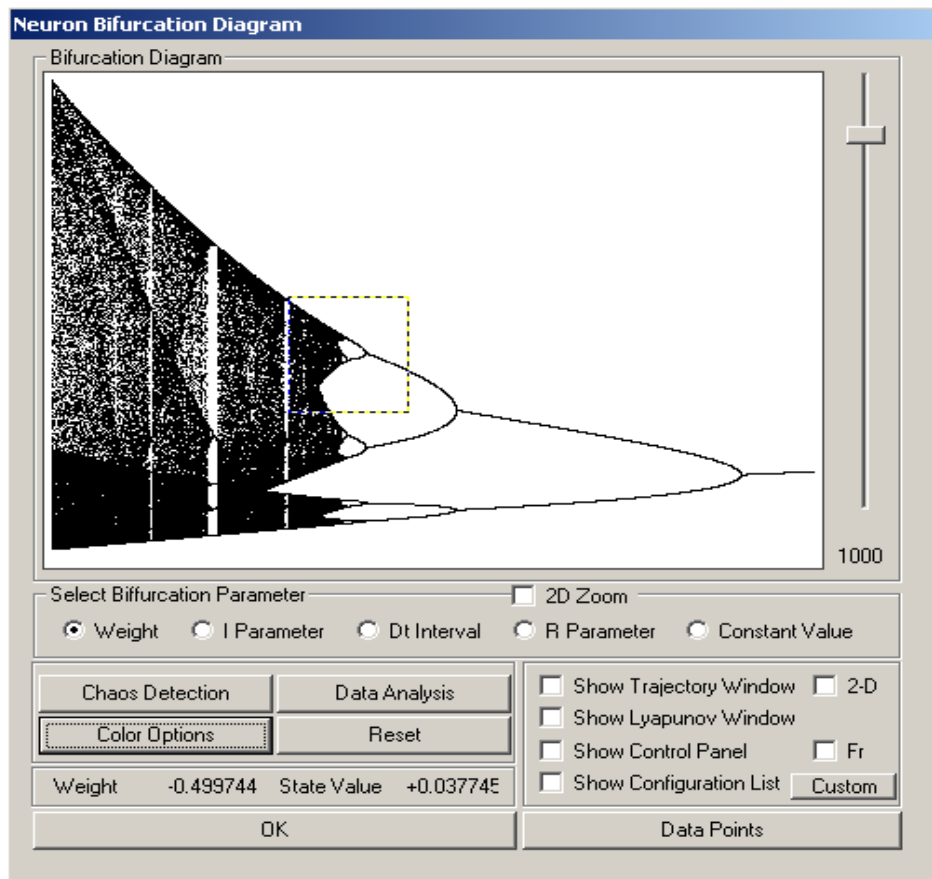 Neuron Bifurcation Diagram
Bifurcation Diagram
1000
Select Biffurcation Parameter 2D Zoom
Weight I Parameter Dt Interval R Parameter Constant Value
Chaos Detection Data Analysis
Color Options Reset
Weight -0.499744 State Value +0.037745
OK
Show Trajectory Window 2-D
Show Lyapunov Window
Show Control Panel Fr
Show Configuration List Custom
Data Points